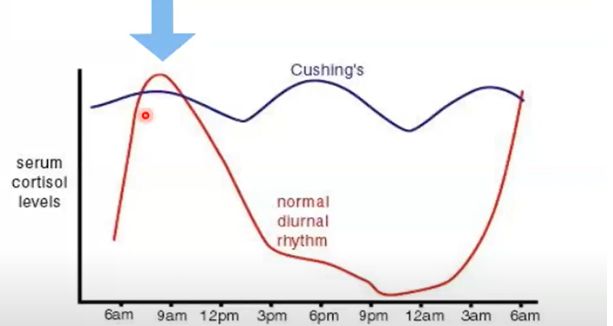 Cushing's
serum
cortisol
levels
normal
diurnal
rhythm
6am 9am 12pm 3pm 6pm 9pm 12am 3am 6am